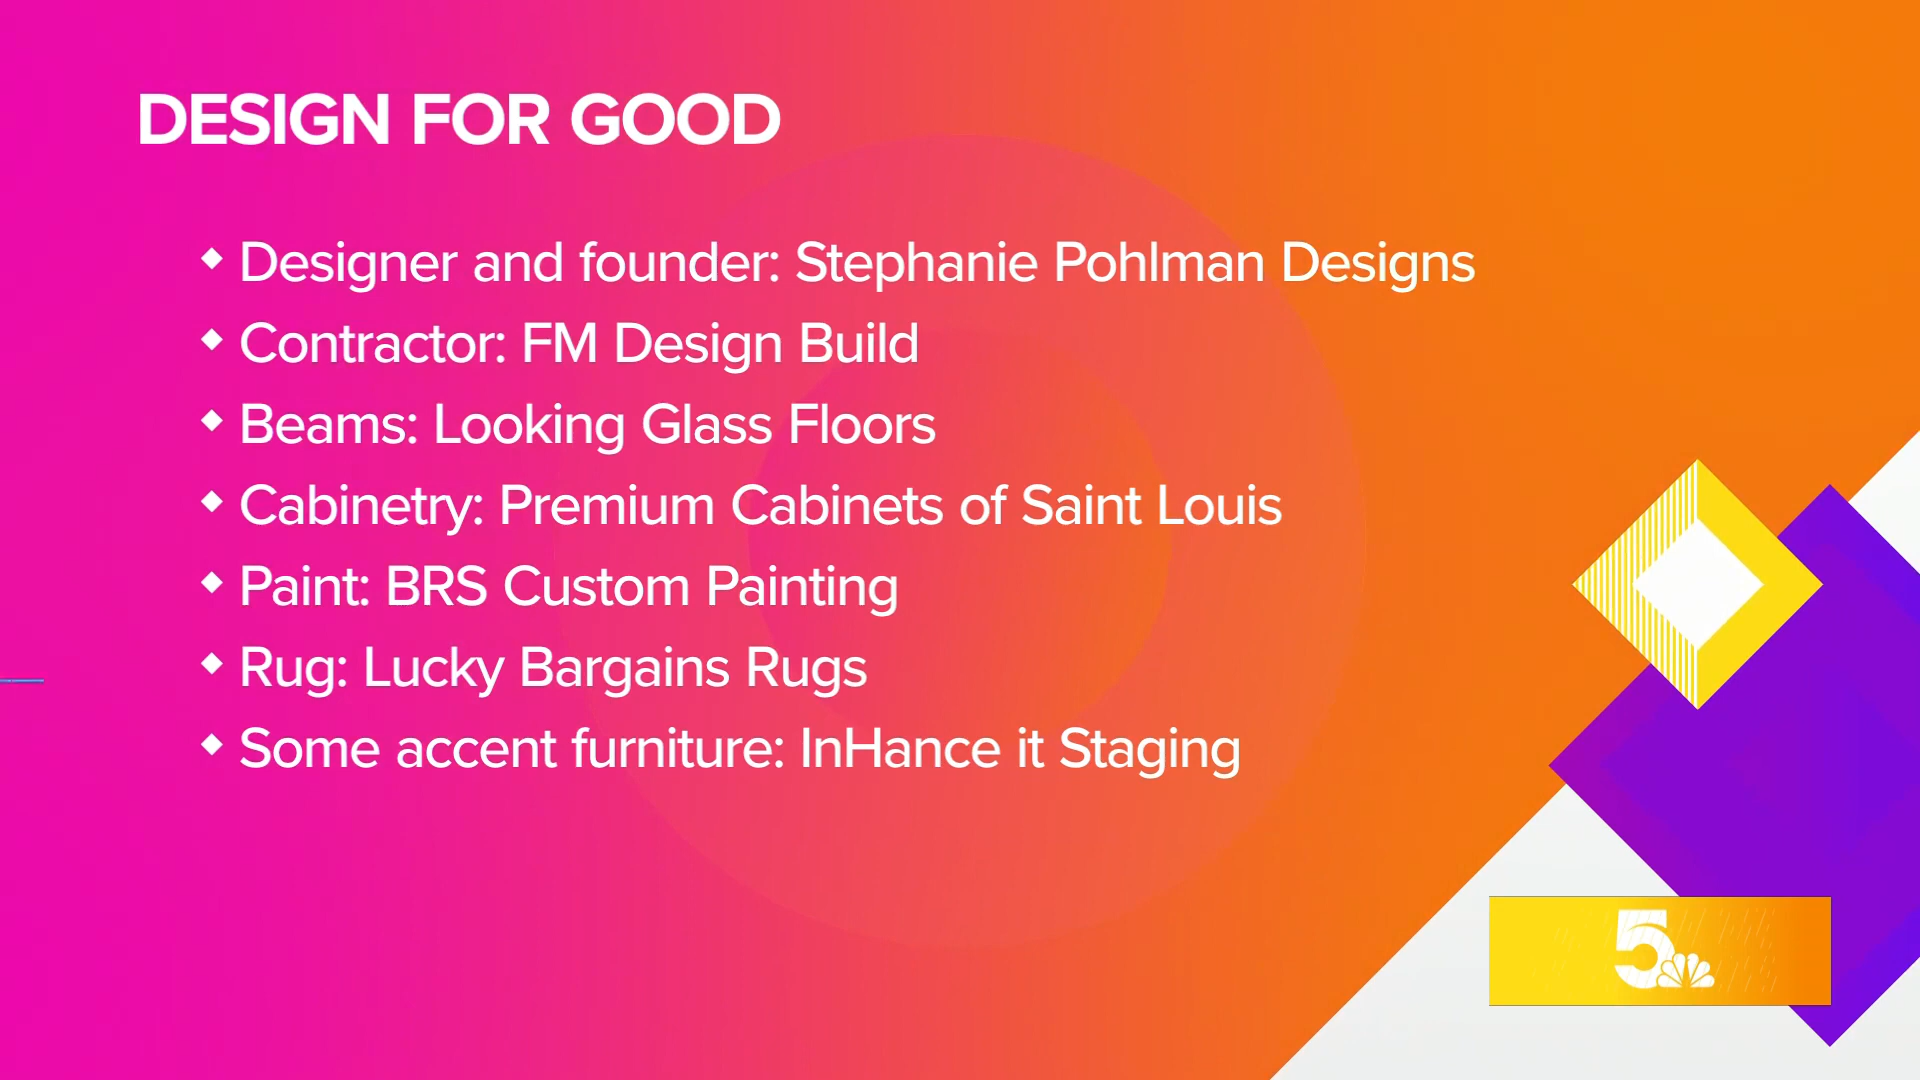 DESIGN FOR GOOD
Designer and founder: Stephanie Pohlman Designs
Contractor: FM Design Build
Beams: Looking Glass Floors
Cabinetry: Premium Cabinets of Saint Louis
Paint: BRS Custom Painting
Rug: Lucky Bargains Rugs
Some accent furniture: InHance it Staging
5